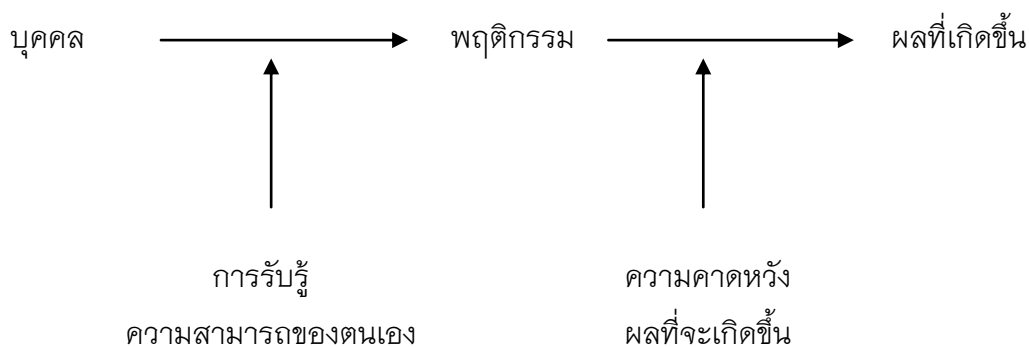 บุคคล พฤติกรรม ผลที่เกิดขึ้น
การรับรู้ ความคาดหวัง
ความสามารถของตนเอง ผลที่จะเกิดขึ้น